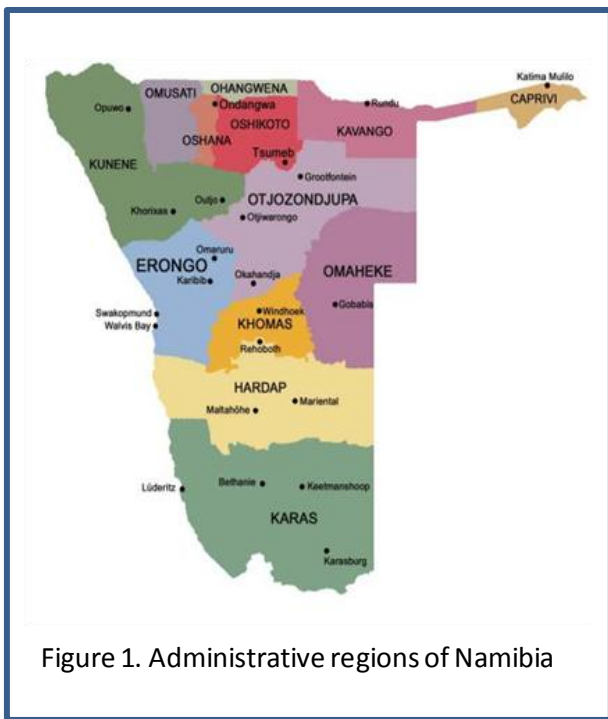 Katima Mulilo
OHANGWENA
OMUSATI
CAPRIVI
Opuwo
Ondangwa
Rundu
OSHIKOTO
KAVANGO
OSHANA
Tsumeb
KUNENE
Grootfontein
Outjo
OTJOZONDJUPA
Khorixas
Otjiwarongo
Omaruru
ERONGO
OMAHEKE
Karibib
Okahandja
Gobabis
Swakopmund
Windhoek
Walvis Bay
KHOMAS
Rehoboth
HARDAP
Mariental
Maltahöhe
Bethanie
Keetmanshoop
Lüderitz
KARAS
Karasburg
Figure 1. Administrative regions of Namibia